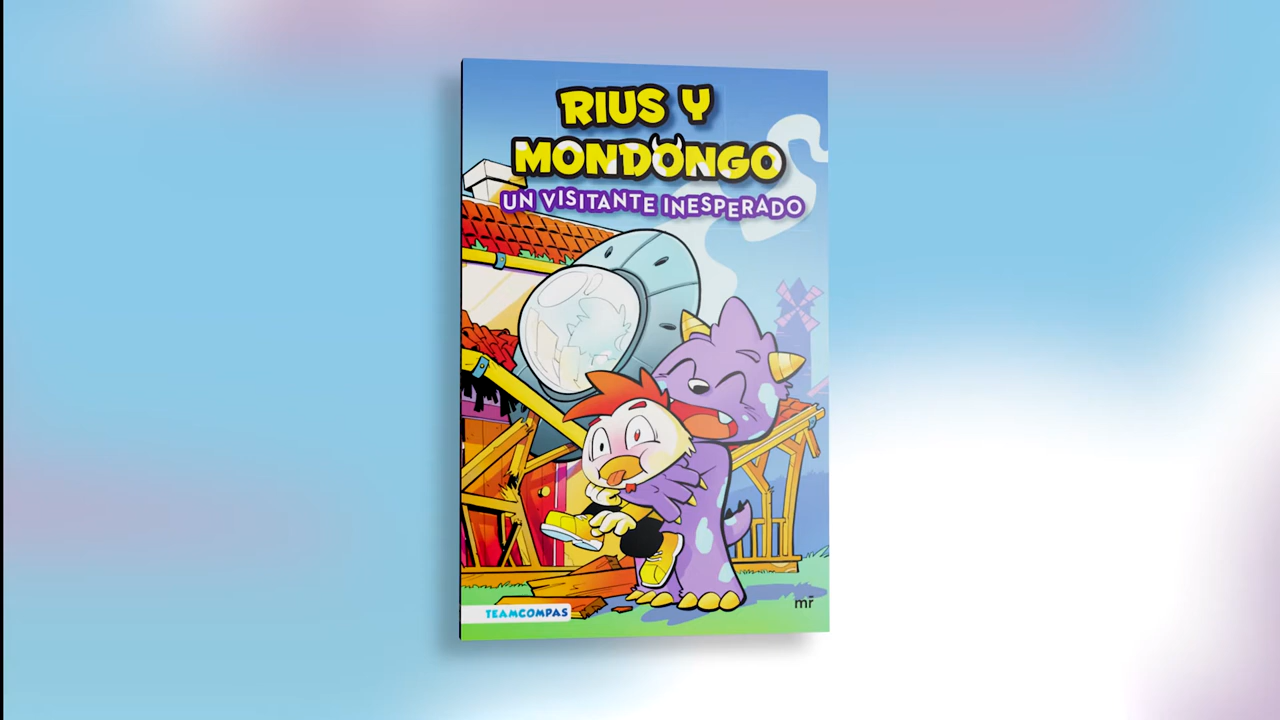 RIUS Y
MONDONGO
UN VISITANTE INESPERADO
TEAMCOMPAS
mr